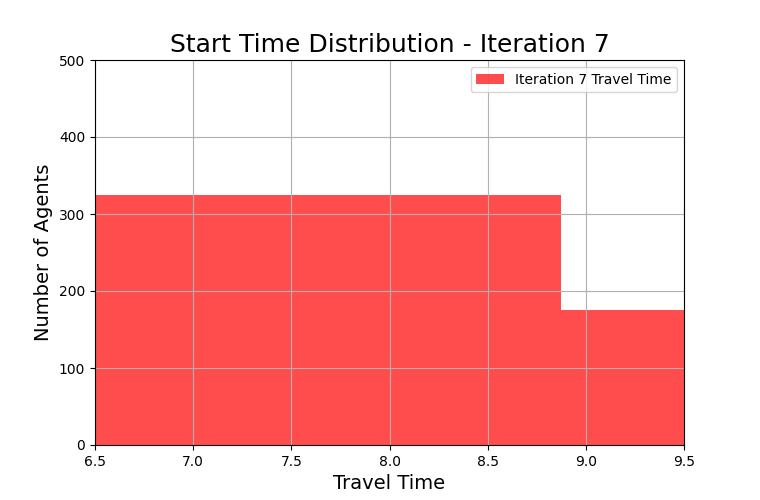 Start Time Distribution - Iteration 7
500
Iteration 7 Travel Time
400
300
200
100
0
Number of Agents
6.5 7.0 7.5 8.0 8.5 9.0 9.5
Travel Time